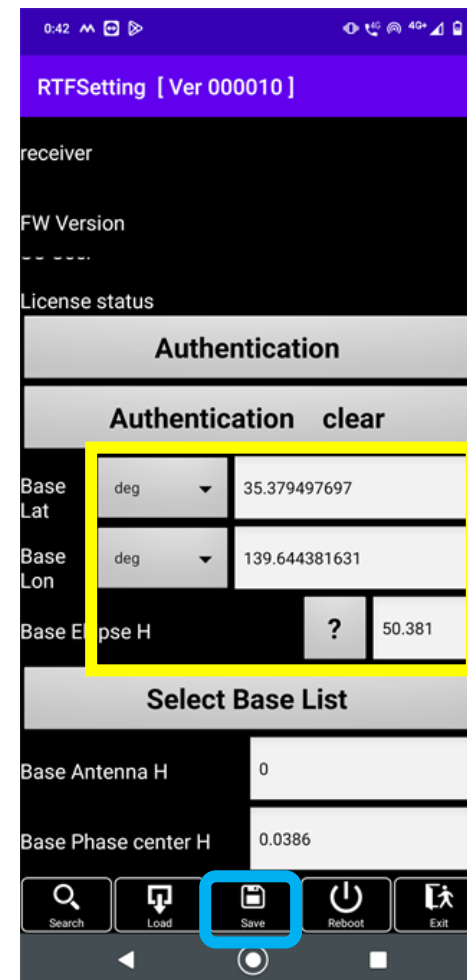 0:42 4G 4G+
RTFSetting [ Ver 000010 ]
receiver
FW Version
License status
Authentication
Authentication clear
Base Lat deg 35.379497697
Base Lon deg 139.644381631
Base Elipse H ? 50.381
Select Base List
Base Antenna H 0
Base Phase center H 0.0386
Search Load Save Reboot Exit